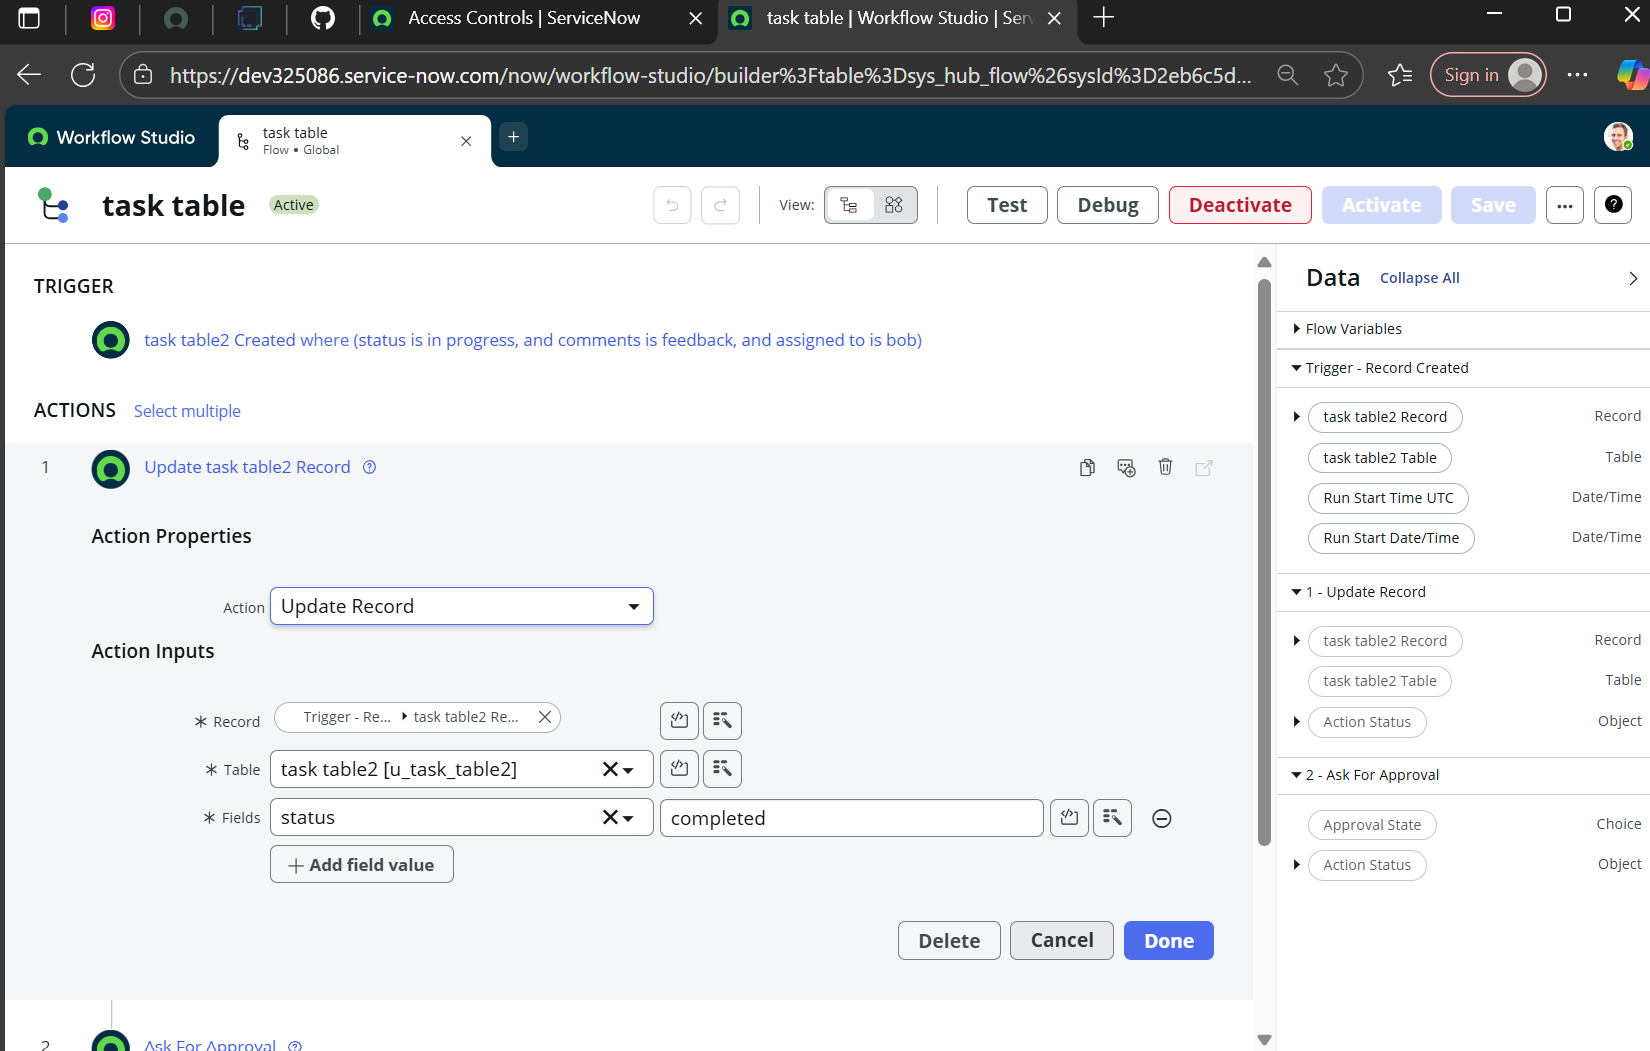 Access Controls | ServiceNow
task table | Workflow Studio | Serv
https://dev325086.service-now.com/now/workflow-studio/builder%3Ftable%3Dsys_hub_flow%26sysId%3D2eb6c5d...
Sign in
Workflow Studio
task table
Flow • Global
task table
Active
View:
Test
Debug
Deactivate
Activate
Save
TRIGGER
task table2 Created where (status is in progress, and comments is feedback, and assigned to is bob)
ACTIONS
Select multiple
1
Update task table2 Record
Action Properties
Action
Update Record
Action Inputs
* Record
Trigger - Re...
task table2 Re...
* Table
task table2 [u_task_table2]
* Fields
status
completed
+ Add field value
Delete
Cancel
Done
2
Ask For Approval
Data
Collapse All
Flow Variables
Trigger - Record Created
task table2 Record
Record
task table2 Table
Table
Run Start Time UTC
Date/Time
Run Start Date/Time
Date/Time
1 - Update Record
task table2 Record
Record
task table2 Table
Table
Action Status
Object
2 - Ask For Approval
Approval State
Choice
Action Status
Object